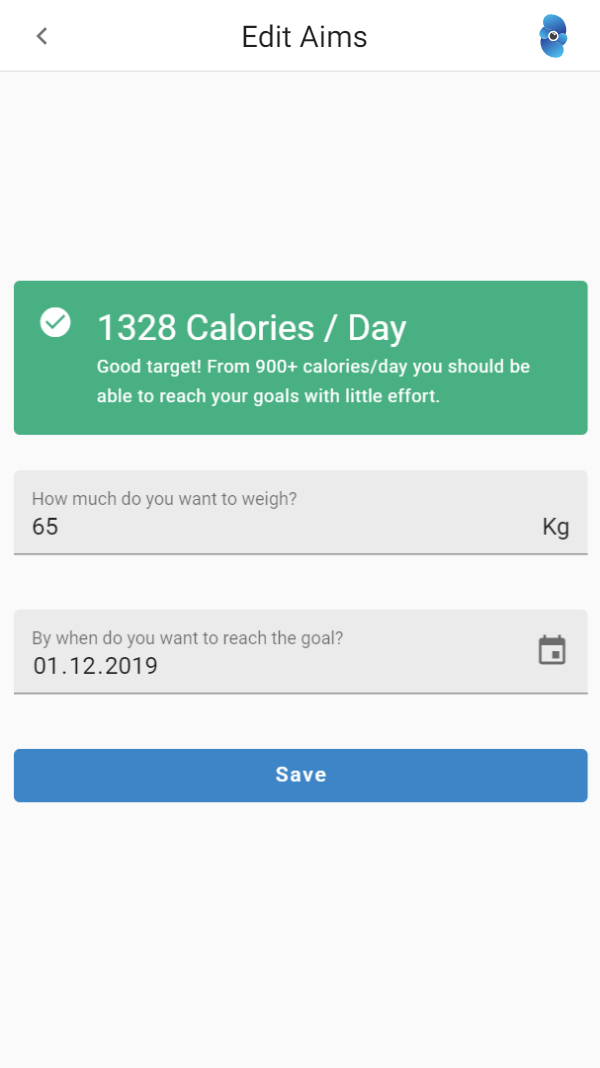 Edit Aims
1328 Calories / Day
Good target! From 900+ calories/day you should be
able to reach your goals with little effort.
How much do you want to weigh?
65 Kg
By when do you want to reach the goal?
01.12.2019
Save